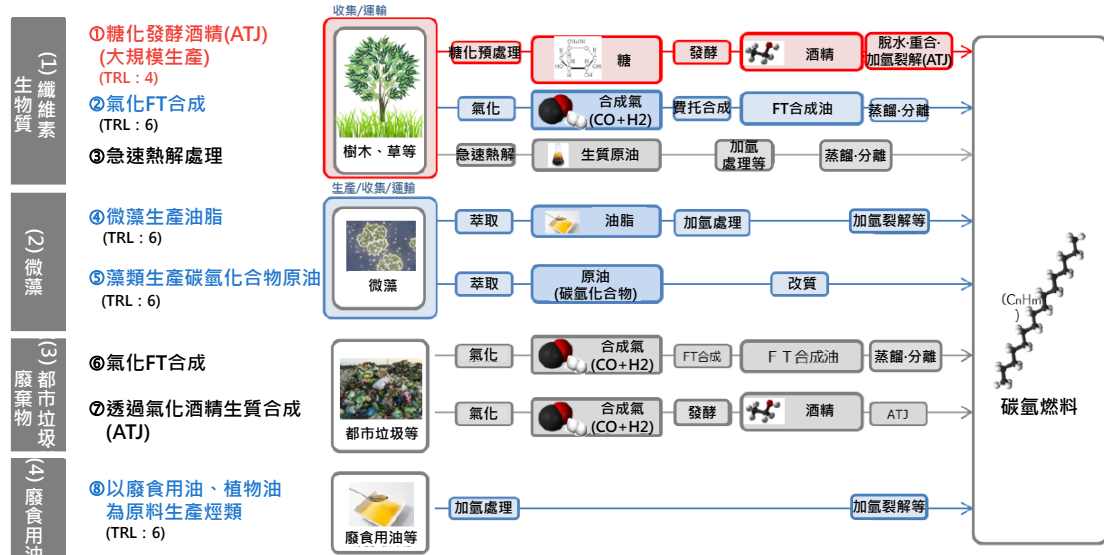 收集/運輸
(1)纖維素
生物質
①糖化發酵酒精(ATJ)
(大規模生產)
(TRL：4)
糖化預處理
糖
發酵
酒精
脫水·重合·
加氫裂解(ATJ)
②氣化FT合成
(TRL：6)
氣化
合成氣
(CO+H2)
費托合成
FT合成油
蒸餾·分離
③急速熱解處理
樹木、草等
急速熱解
生質原油
加氫
處理等
蒸餾·分離
生產/收集/運輸
(2)微藻
④微藻生產油脂
(TRL：6)
萃取
油脂
加氫處理
加氫裂解等
⑤藻類生產碳氫化合物原油
(TRL：6)
微藻
萃取
原油
(碳氫化合物)
改質
(CnHm
)
碳氫燃料
(3)都市垃圾、
廢棄物
⑥氣化FT合成
氣化
合成氣
(CO+H2)
FT合成
ＦＴ合成油
蒸餾·分離
⑦透過氣化酒精生質合成
(ATJ)
都市垃圾等
氣化
合成氣
(CO+H2)
發酵
酒精
ATJ
(4)廢食用油
⑧以廢食用油、植物油
為原料生產烴類
(TRL：6)
廢食用油等
加氫處理
加氫裂解等